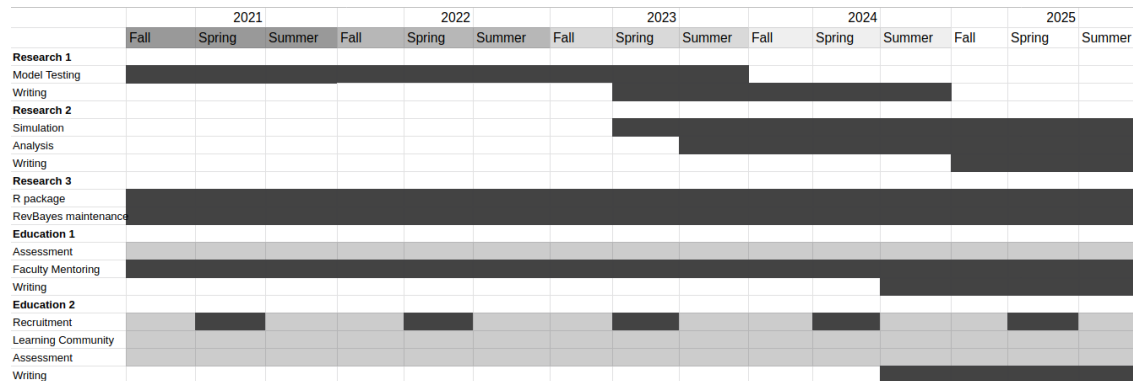 2021 2022 2023 2024 2025
Fall Spring Summer Fall Spring Summer Fall Spring Summer Fall Spring Summer Fall Spring Summer
Research 1
Model Testing
Writing
Research 2
Simulation
Analysis
Writing
Research 3
R package
RevBayes maintenance
Education 1
Assessment
Faculty Mentoring
Writing
Education 2
Recruitment
Learning Community
Assessment
Writing